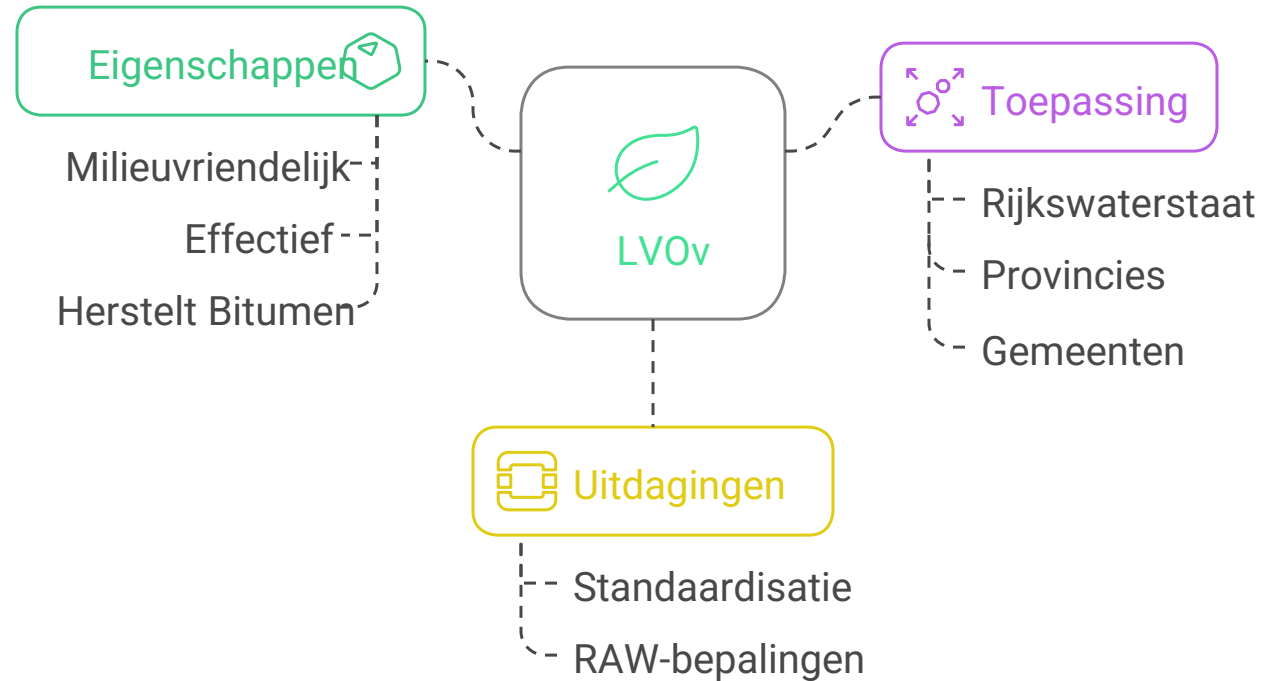 Eigenschappen
Milieuvriendelijk
Effectief
Herstelt Bitumen
LVOv
Toepassing
Rijkswaterstaat
Provincies
Gemeenten
Uitdagingen
Standaardisatie
RAW-bepalingen